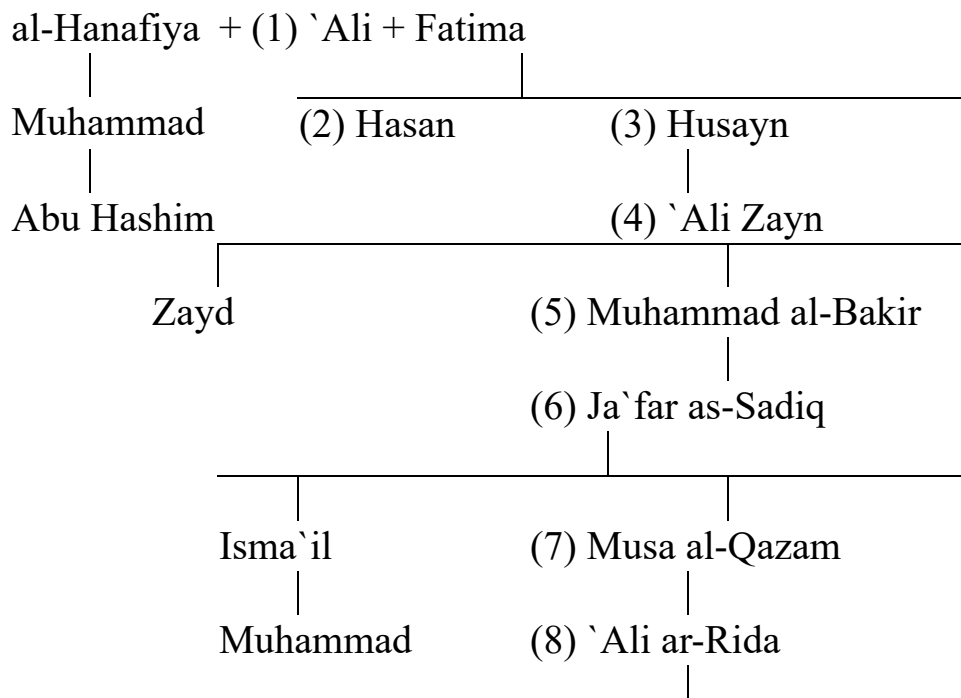 al-Hanafiya + (1) `Ali + Fatima
Muhammad (2) Hasan (3) Husayn
Abu Hashim (4) `Ali Zayn
Zayd (5) Muhammad al-Bakir
(6) Ja`far as-Sadiq
Isma`il (7) Musa al-Qazam
Muhammad (8) `Ali ar-Rida